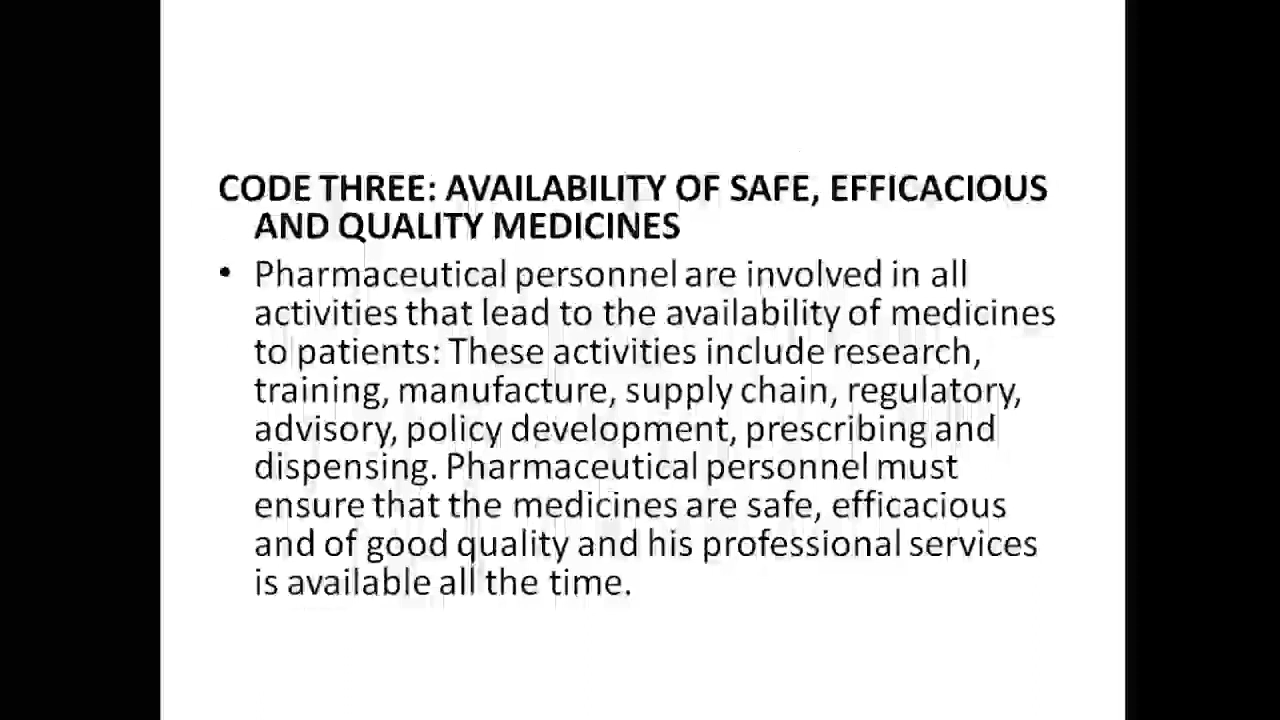 CODE THREE: AVAILABILITY OF SAFE, EFFICACIOUS
AND QUALITY MEDICINES
• Pharmaceutical personnel are involved in all
activities that lead to the availability of medicines
to patients: These activities include research,
training, manufacture, supply chain, regulatory,
advisory, policy development, prescribing and
dispensing. Pharmaceutical personnel must
ensure that the medicines are safe, efficacious
and of good quality and his professional services
is available all the time.